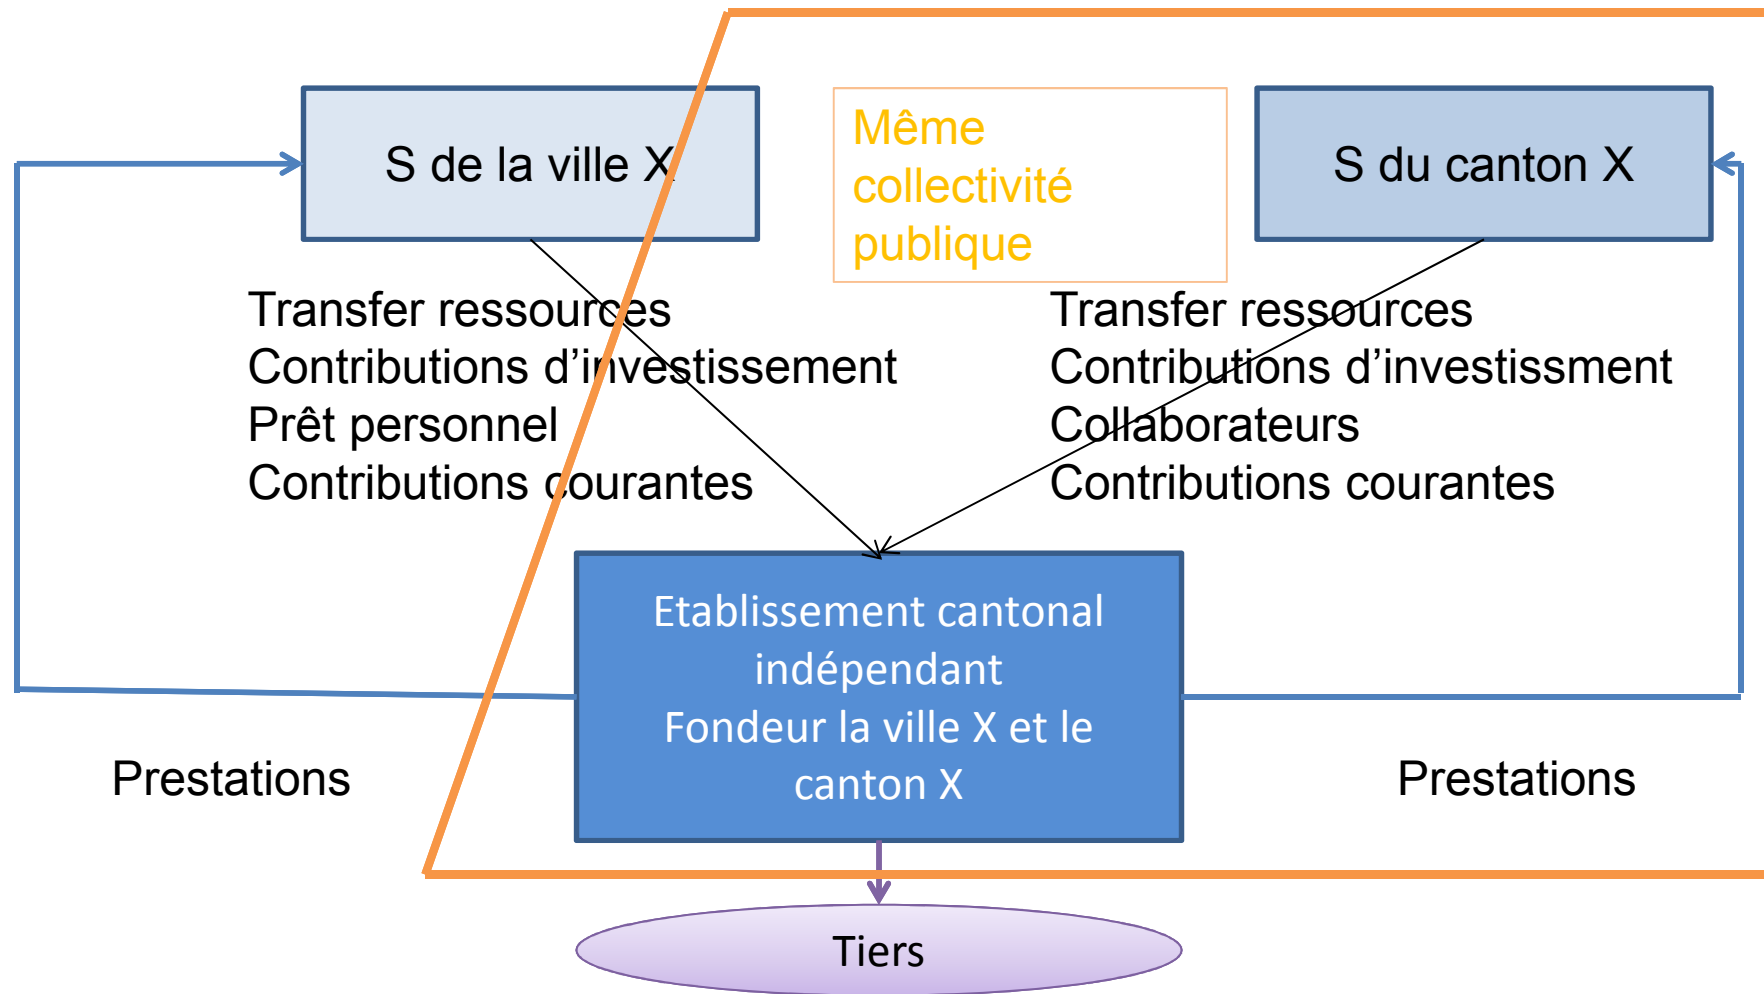 S de la ville X
Même
collectivité
publique
S du canton X
Transfer ressources
Contributions d’investissement
Prêt personnel
Contributions courantes
Transfer ressources
Contributions d’investissment
Collaborateurs
Contributions courantes
Etablissement cantonal
indépendant
Fondeur la ville X et le
canton X
Prestations
Prestations
Tiers